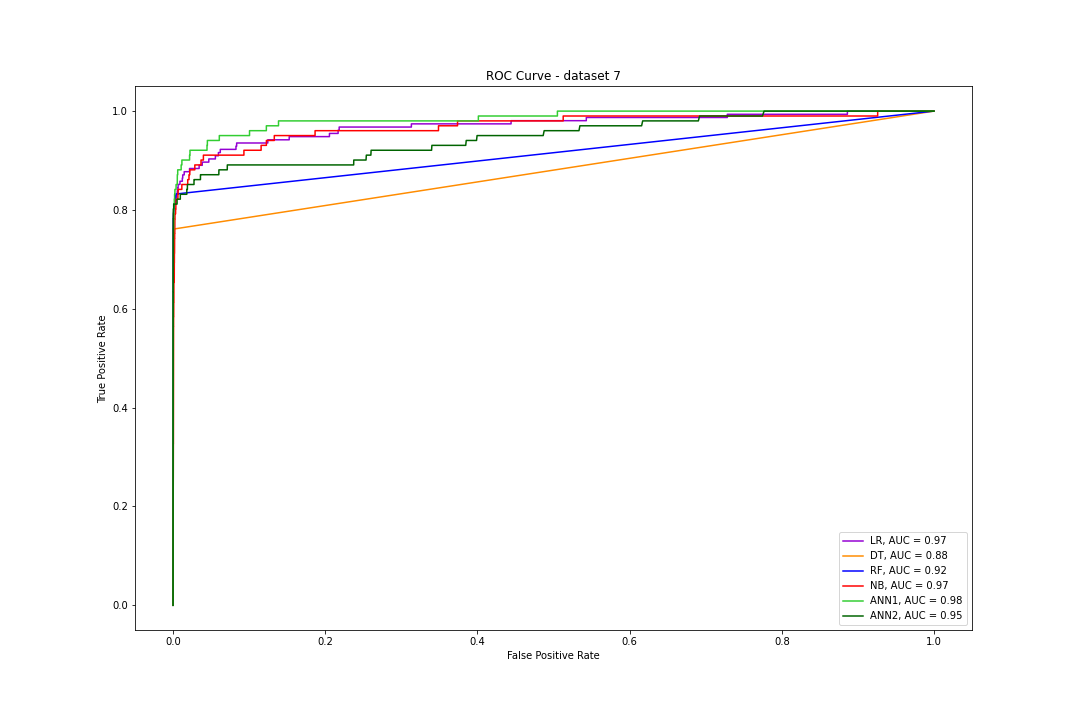 ROC Curve - dataset 7
1.0
0.8
0.6
0.4
0.2
0.0
True Positive Rate
LR, AUC = 0.97
DT, AUC = 0.88
RF, AUC = 0.92
NB, AUC = 0.97
ANN1, AUC = 0.98
ANN2, AUC = 0.95
0.0 0.2 0.4 0.6 0.8 1.0
False Positive Rate